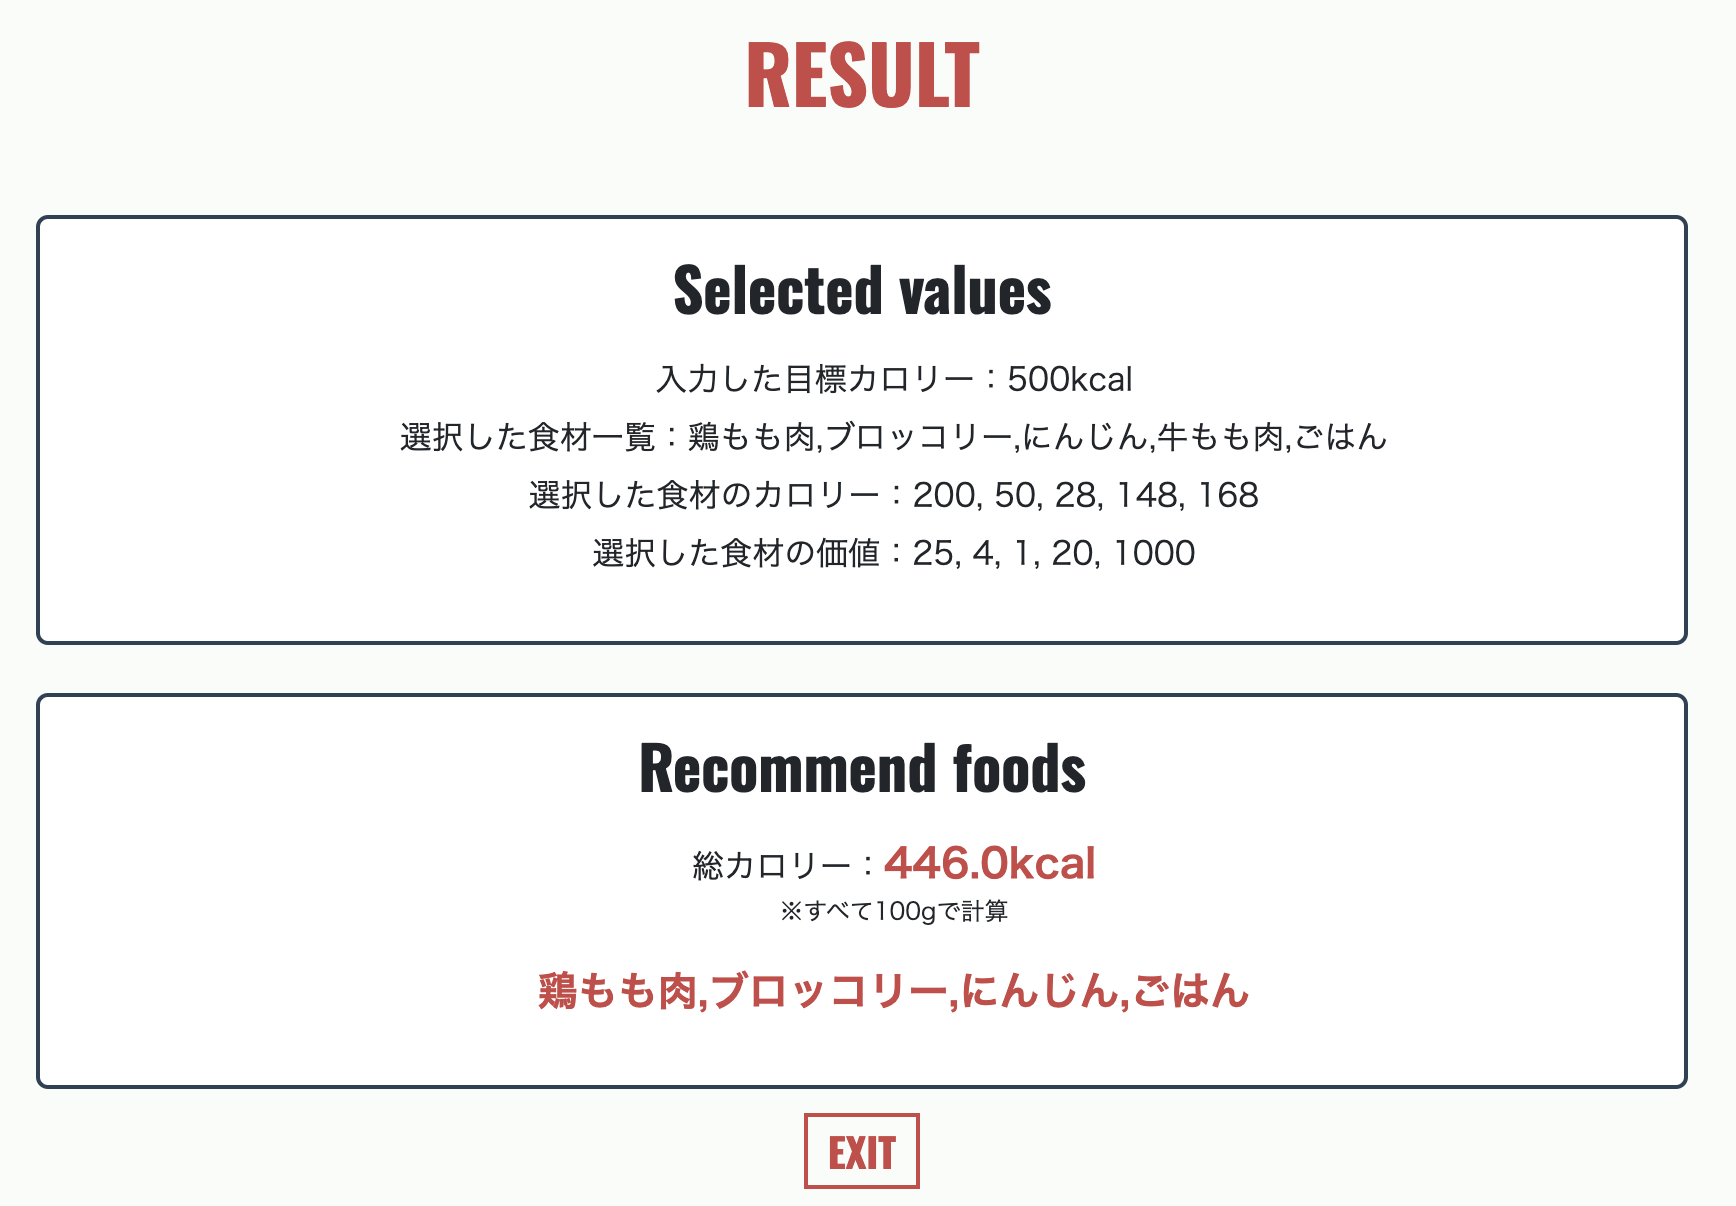 RESULT
Selected values
入力した目標カロリー：500kcal
選択した食材一覧：鶏もも肉,ブロッコリー,にんじん,牛もも肉,ごはん
選択した食材のカロリー：200, 50, 28, 148, 168
選択した食材の価値：25, 4, 1, 20, 1000
Recommend foods
総カロリー：446.0kcal
※すべて100gで計算
鶏もも肉,ブロッコリー,にんじん,ごはん
EXIT